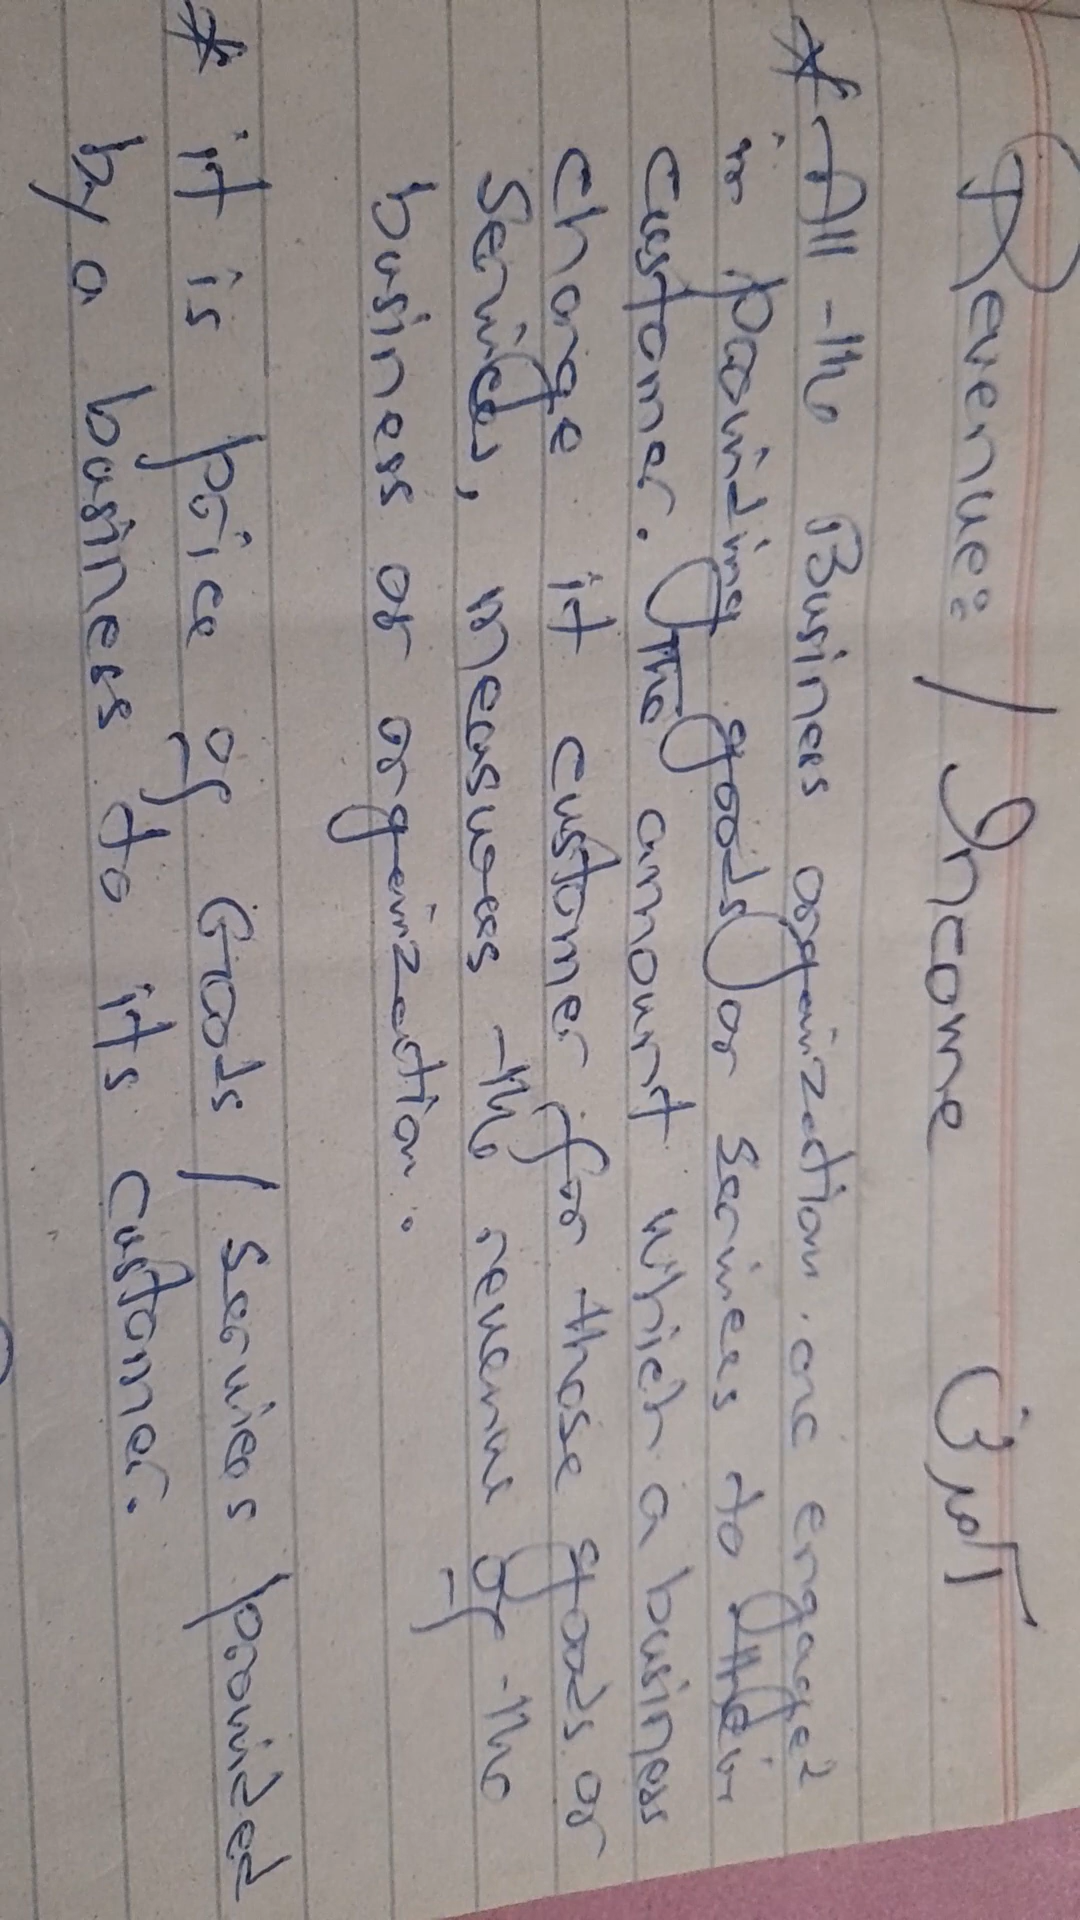 Revenue: / Income آمدنی
* All the Business organization are engaged
in providing goods or services to their
customer. The amount which a business
charge it customer for those goods or
Services, measures the revenue of the
business or organization.
* it is price of Goods / Services provided
by a business to its customer.